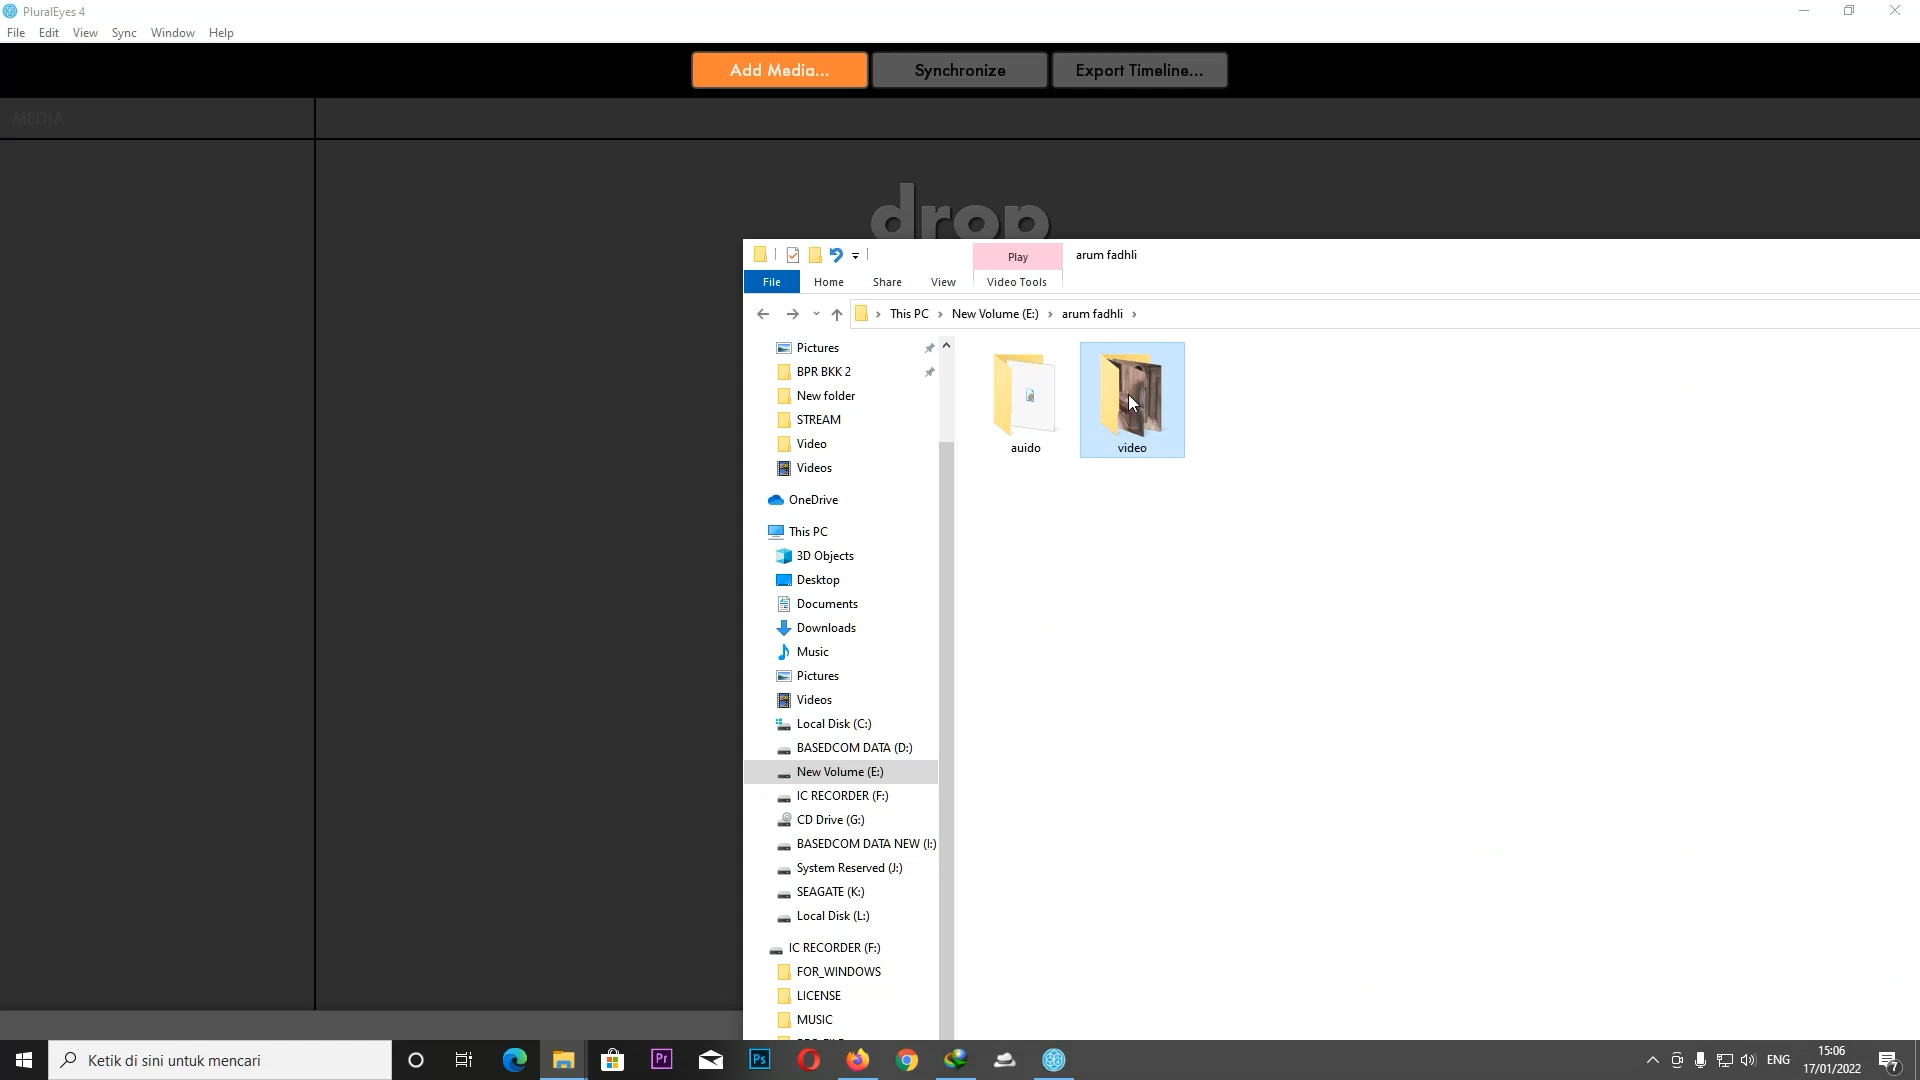 PluralEyes 4
File Edit View Sync Window Help
Add Media... Synchronize Export Timeline...
MEDIA
drop
Play arum fadhli
File Home Share View Video Tools
This PC New Volume (E:) arum fadhli
Pictures
BPR BKK 2
New folder
STREAM
Video
Videos
OneDrive
This PC
3D Objects
Desktop
Documents
Downloads
Music
Pictures
Videos
Local Disk (C:)
BASEDCOM DATA (D:)
New Volume (E:)
IC RECORDER (F:)
CD Drive (G:)
BASEDCOM DATA NEW (I:)
System Reserved (J:)
SEAGATE (K:)
Local Disk (L:)
IC RECORDER (F:)
FOR_WINDOWS
LICENSE
MUSIC
auido video
Ketik di sini untuk mencari
Pr
Ps
ENG
15:06
17/01/2022
7